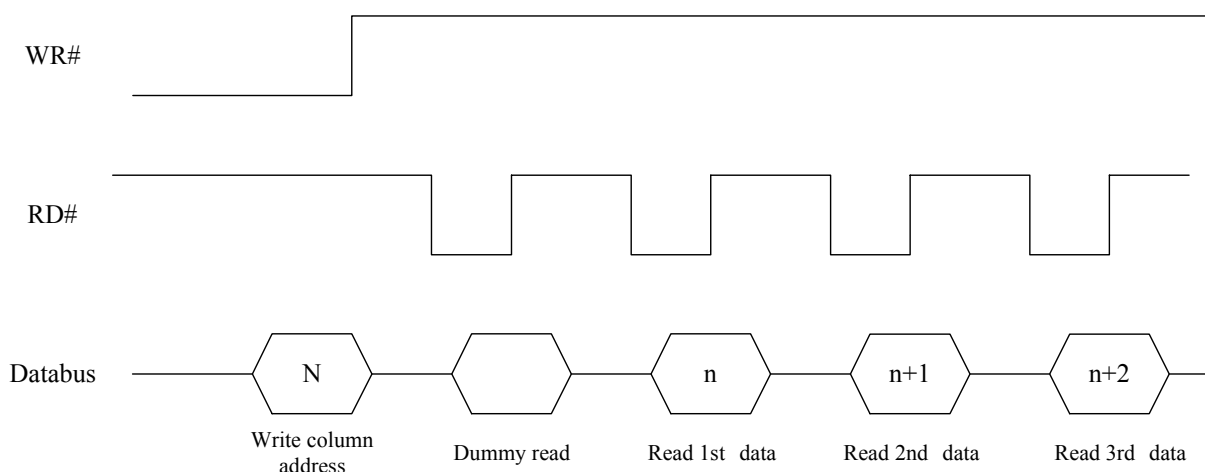 WR#
RD#
Databus
N
n
n+1
n+2
Write column
address
Dummy read
Read 1st data
Read 2nd data
Read 3rd data